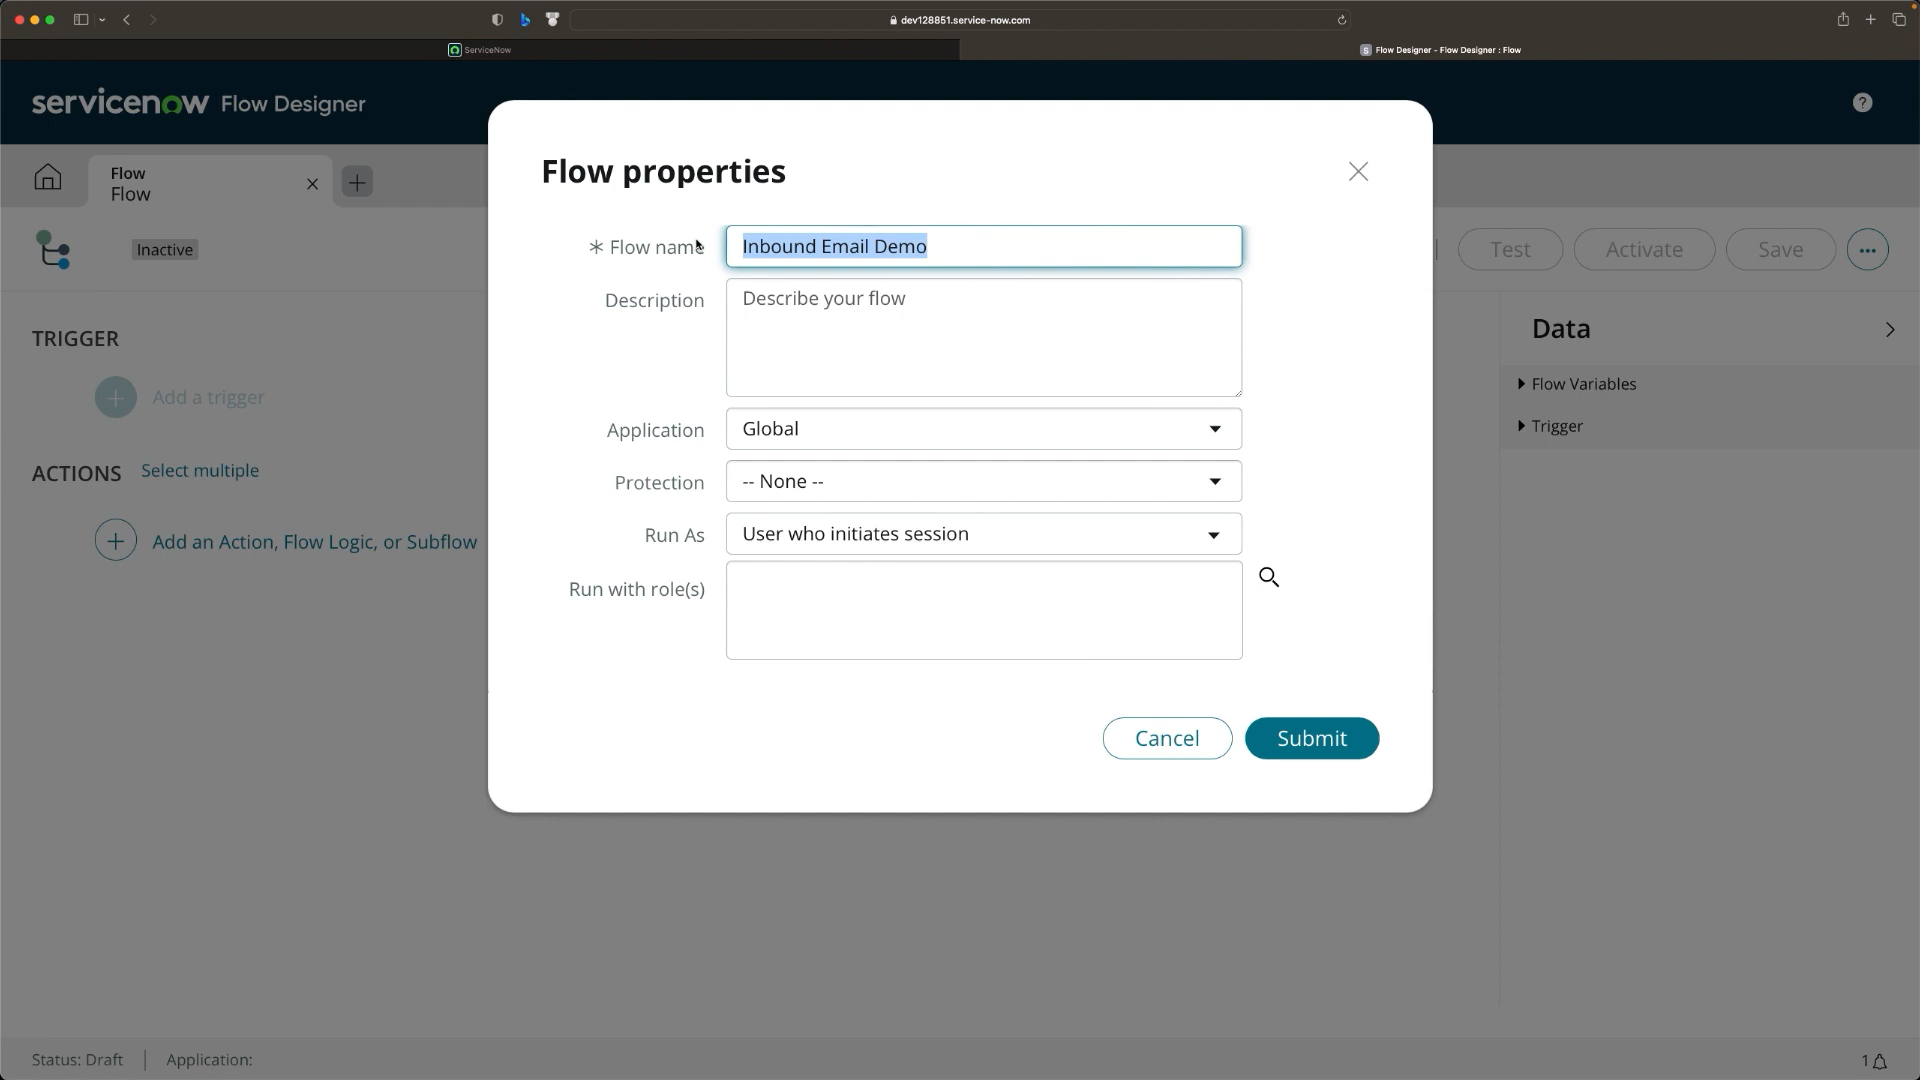 dev128851.service-now.com
ServiceNow
S Flow Designer - Flow Designer : Flow
servicenow Flow Designer
?
Flow
Flow
Inactive
Test
Activate
Save
TRIGGER
Add a trigger
ACTIONS
Select multiple
Add an Action, Flow Logic, or Subflow
Flow properties
* Flow name
Inbound Email Demo
Description
Describe your flow
Application
Global
Protection
-- None --
Run As
User who initiates session
Run with role(s)
Cancel
Submit
Data
Flow Variables
Trigger
Status: Draft
Application:
1